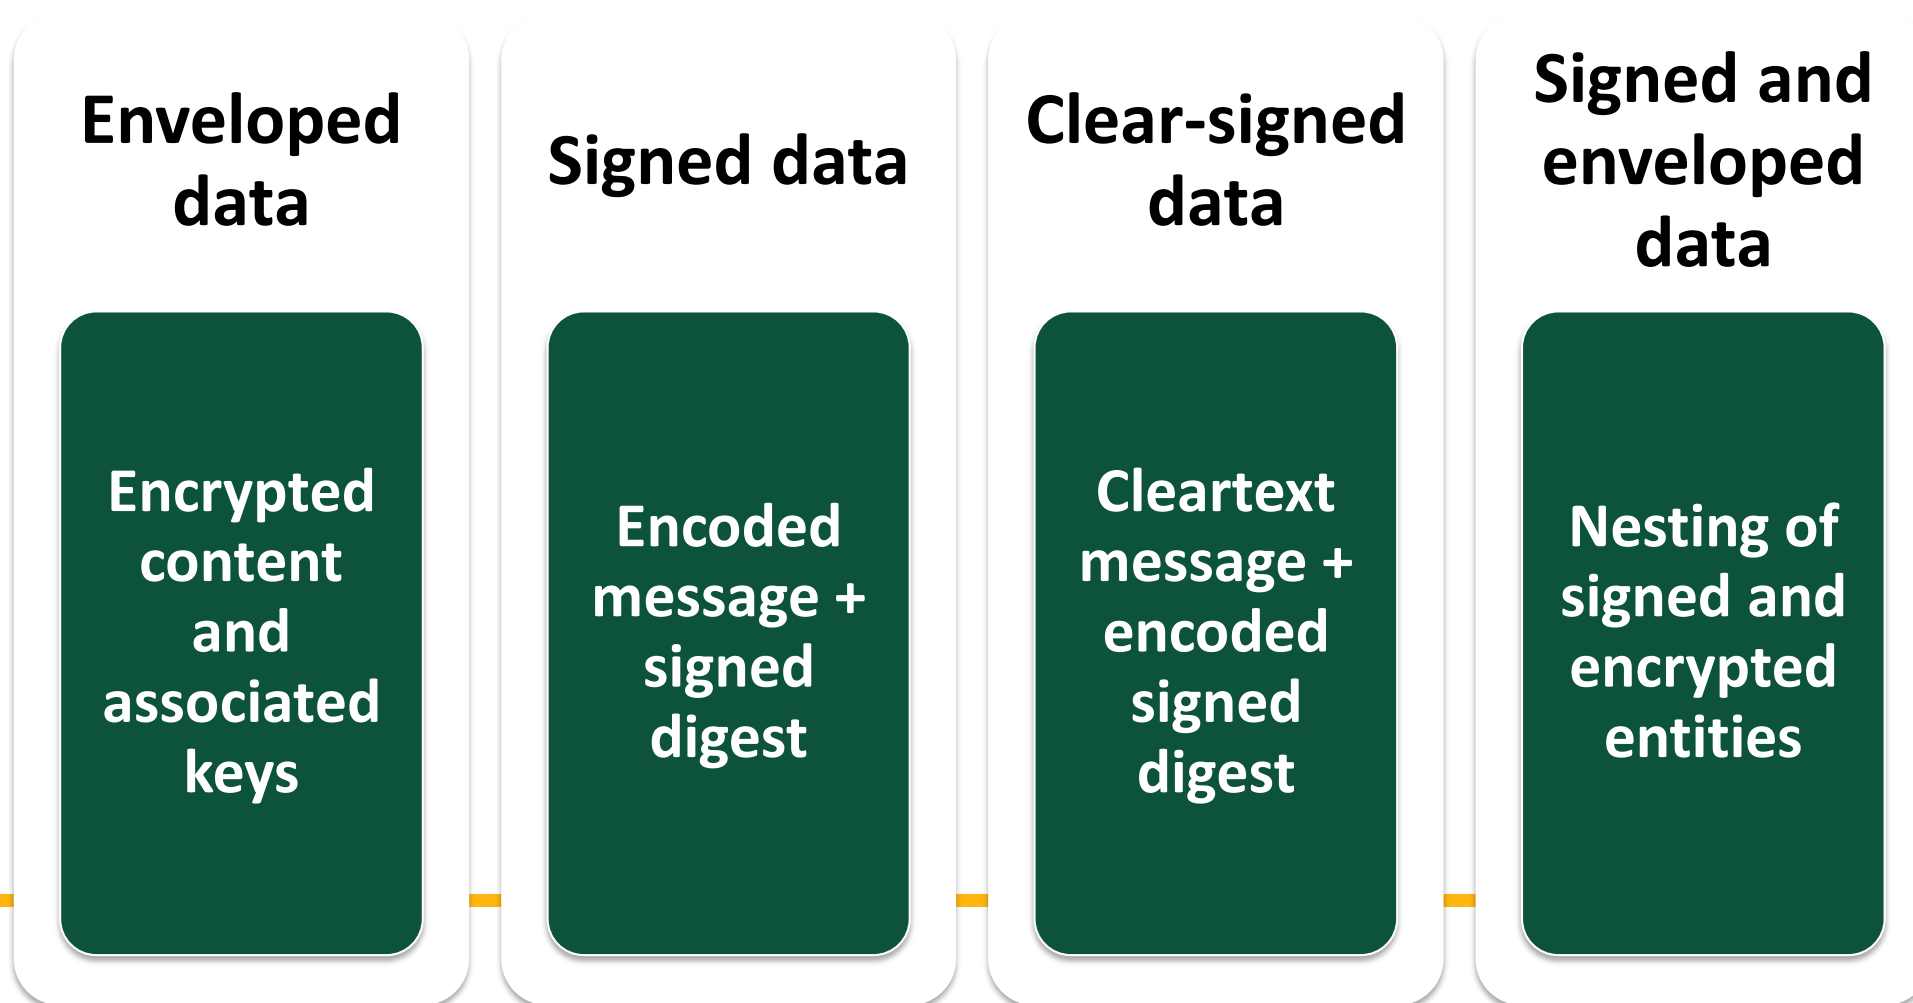 Enveloped
data
Encrypted
content
and
associated
keys
Signed data
Encoded
message +
signed
digest
Clear-signed
data
Cleartext
message +
encoded
signed
digest
Signed and
enveloped
data
Nesting of
signed and
encrypted
entities